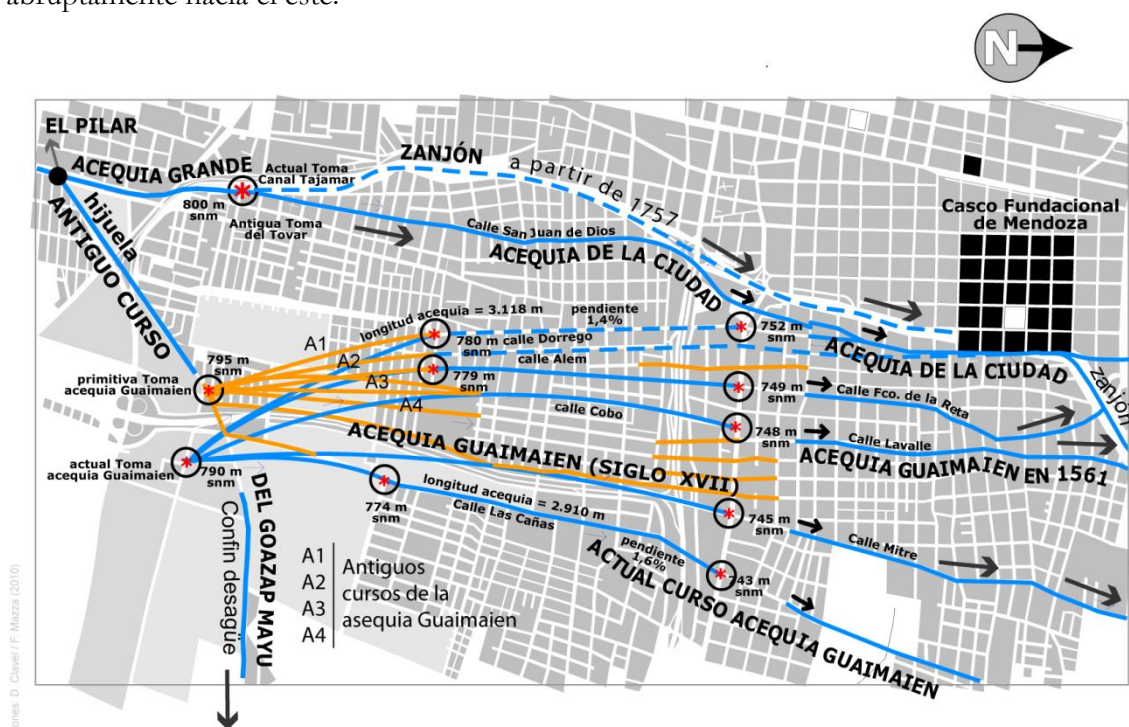 abruptamente hacia el este.
N
EL PILAR
ACEQUIA GRANDE
Actual Toma
Canal Tajamar
ZANJÓN
a partir de 1757
800 m
snm
Antigua Toma
del Tovar
hijuela
ANTIGUO CURSO
Calle San Juan de Dios
ACEQUIA DE LA CIUDAD
Casco Fundacional
de Mendoza
longitud acequia = 3.118 m
pendiente
1,4%
780 m
snm
calle Dorrego
752 m
snm
A1
A2
A3
A4
calle Alem
779 m
snm
ACEQUIA DE LA CIUDAD
zanjón
795 m
snm
primitiva Toma
acequia Guaimaien
749 m
snm
Calle Fco. de la Reta
calle Cobo
748 m
snm
Calle Lavalle
ACEQUIA GUAIMAIEN EN 1561
ACEQUIA GUAIMAIEN (SIGLO XVII)
actual Toma
acequia Guaimaien
790 m
snm
774 m
snm
longitud acequia = 2.910 m
Calle Las Cañas
745 m
snm
Calle Mitre
pendiente
1,6%
743 m
snm
ACTUAL CURSO ACEQUIA GUAIMAIEN
DEL GOAZAP MAYU
Confin desagüe
A1
A2
A3
A4
Antiguos
cursos de la
asequia Guaimaien
ones: D. Clavel / F. Mazza (2010)